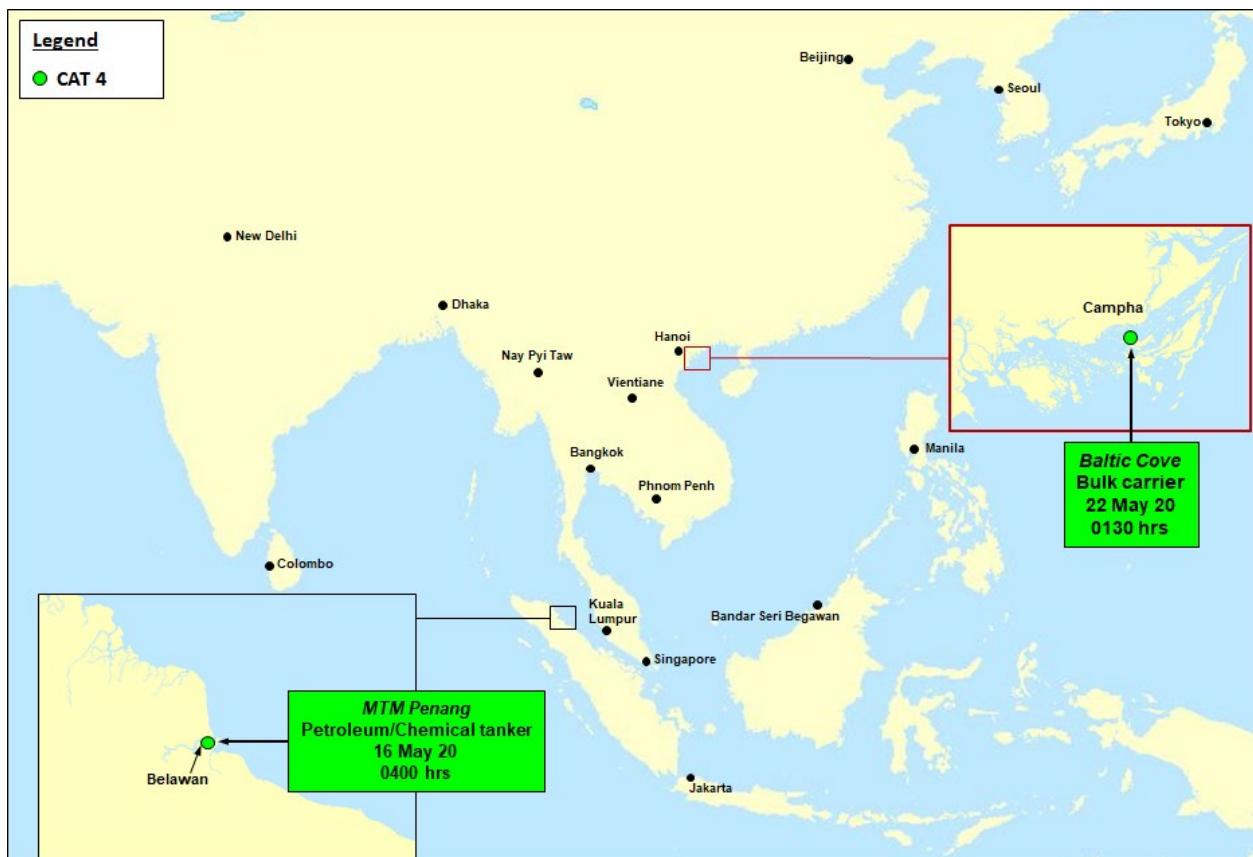 Legend
CAT 4
Beijing
Seoul
Tokyo
New Delhi
Dhaka
Hanoi
Nay Pyi Taw
Vientiane
Campha
Bangkok
Manila
Phnom Penh
Baltic Cove
Bulk carrier
22 May 20
0130 hrs
Colombo
Kuala
Lumpur
Bandar Seri Begawan
Singapore
MTM Penang
Petroleum/Chemical tanker
16 May 20
0400 hrs
Belawan
Jakarta